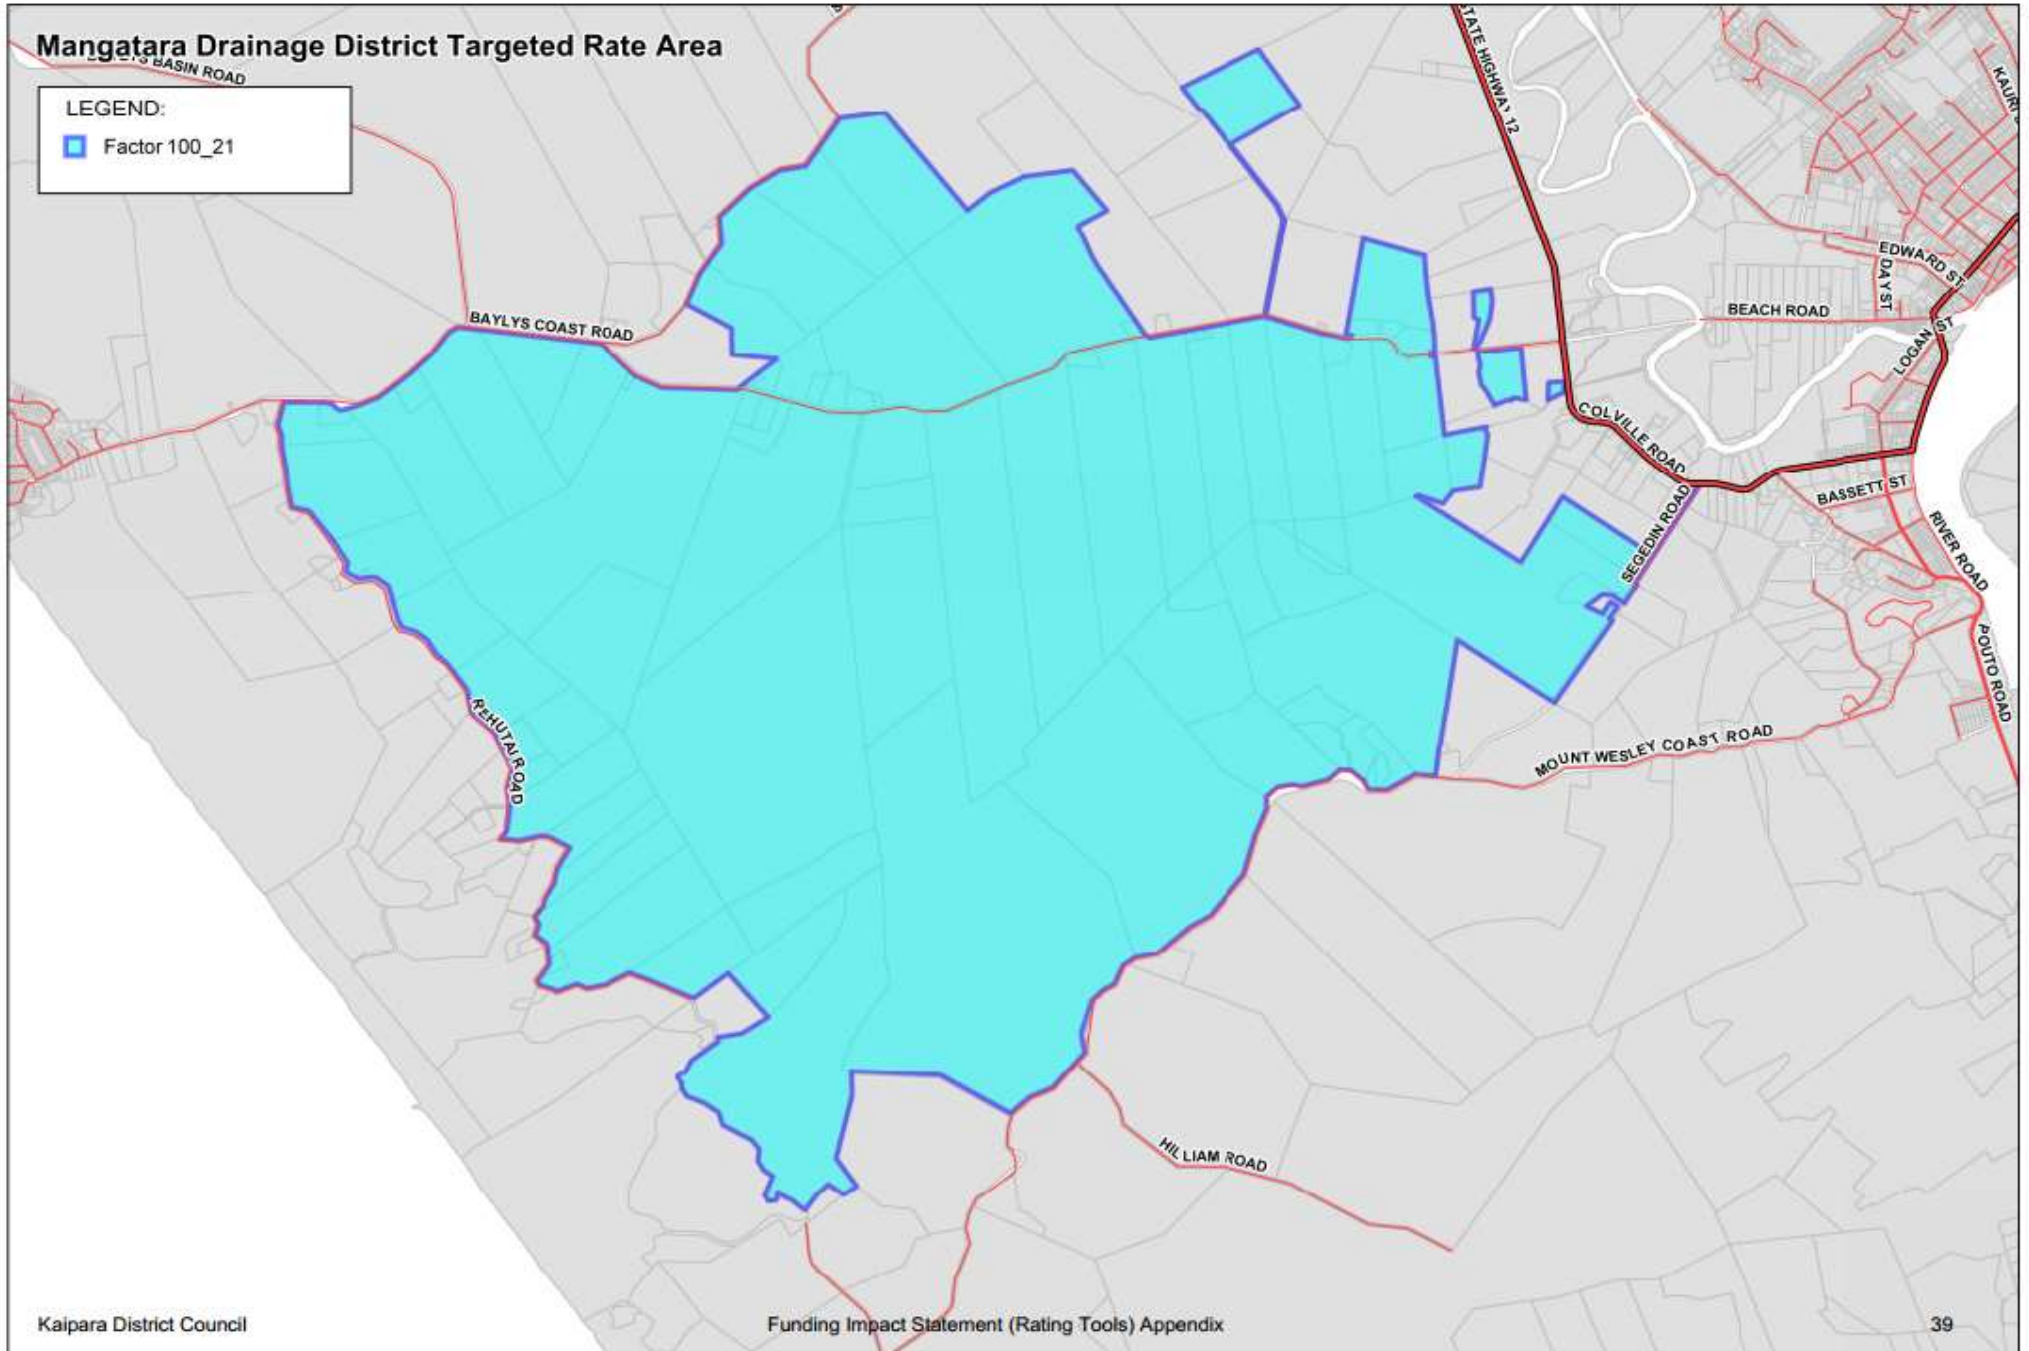 Mangatara Drainage District Targeted Rate Area
BASIN ROAD
LEGEND:
Factor 100_21
STATE HIGHWAY 12
KAURI
EDWARD ST
DAY ST
BEACH ROAD
LOGAN ST
BAYLYS COAST ROAD
COLVILLE ROAD
BASSETT ST
SEGEDIN ROAD
RIVER ROAD
POUTO ROAD
REHUTAI ROAD
MOUNT WESLEY COAST ROAD
HILLIAM ROAD
Kaipara District Council
Funding Impact Statement (Rating Tools) Appendix
39